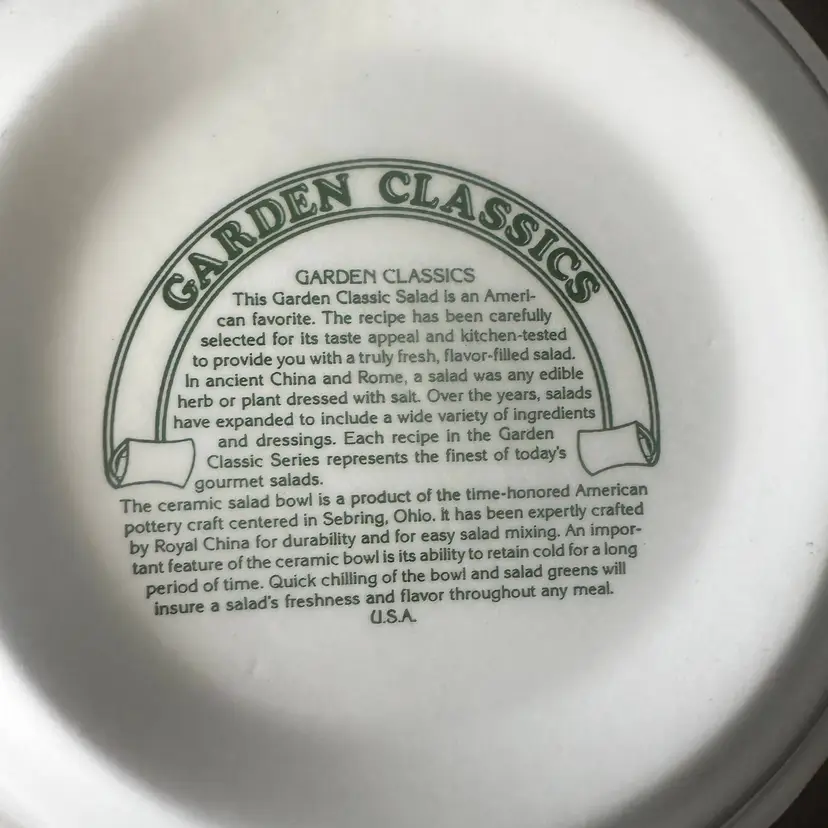 GARDEN CLASSICS
GARDEN CLASSICS
This Garden Classic Salad is an Ameri-
can favorite. The recipe has been carefully
selected for its taste appeal and kitchen-tested
to provide you with a truly fresh, flavor-filled salad.
In ancient China and Rome, a salad was any edible
herb or plant dressed with salt. Over the years, salads
have expanded to include a wide variety of ingredients
and dressings. Each recipe in the Garden
Classic Series represents the finest of today's
gourmet salads.
The ceramic salad bowl is a product of the time-honored American
pottery craft centered in Sebring, Ohio. It has been expertly crafted
by Royal China for durability and for easy salad mixing. An impor-
tant feature of the ceramic bowl is its ability to retain cold for a long
period of time. Quick chilling of the bowl and salad greens will
insure a salad's freshness and flavor throughout any meal.
U.S.A.